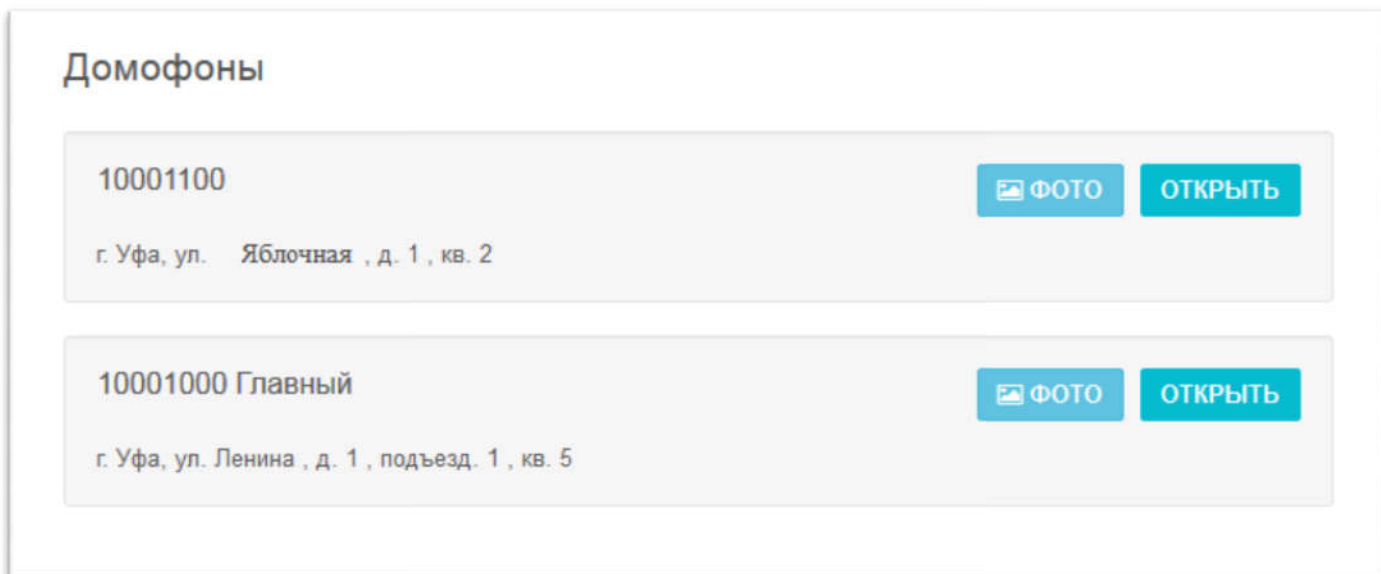 Домофоны
10001100
ФОТО
ОТКРЫТЬ
г. Уфа, ул. Яблочная , д. 1 , кв. 2
10001000 Главный
ФОТО
ОТКРЫТЬ
г. Уфа, ул. Ленина , д. 1 , подъезд. 1 , кв. 5